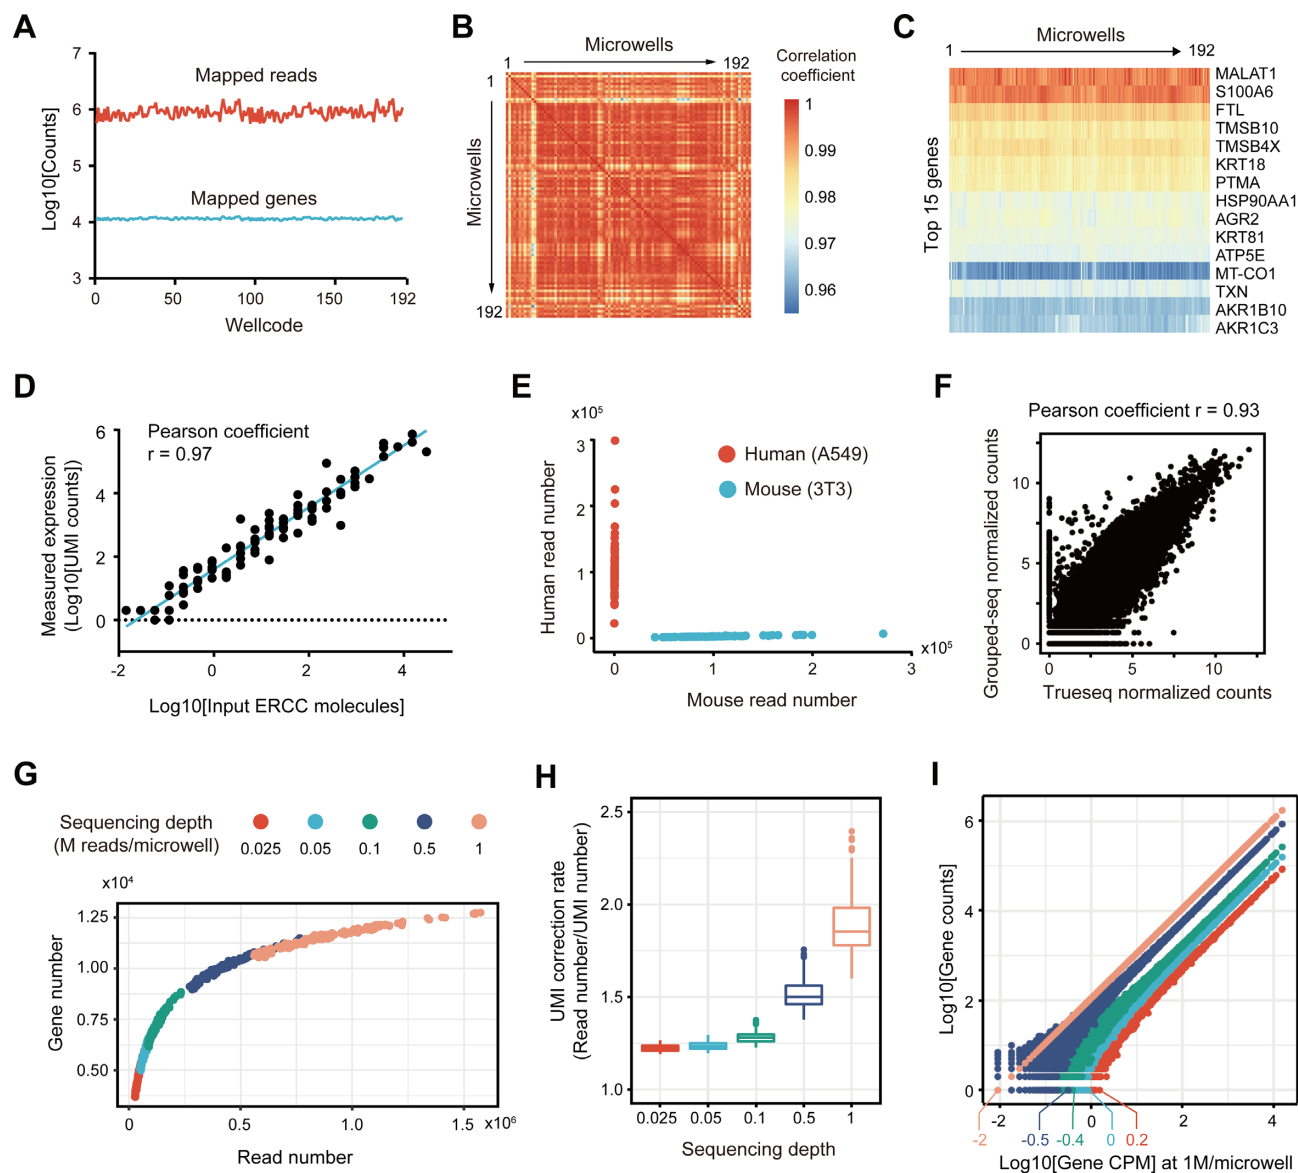 A
7
6
5
4
3
Log10[Counts]
Mapped reads
Mapped genes
0 50 100 150 192
Wellcode
B
Microwells
1 192
1
Microwells
192
Correlation
coefficient
1
0.99
0.98
0.97
0.96
C
Microwells
1 192
Top 15 genes
MALAT1
S100A6
FTL
TMSB10
TMSB4X
KRT18
PTMA
HSP90AA1
AGR2
KRT81
ATP5E
MT-CO1
TXN
AKR1B10
AKR1C3
D
Pearson coefficient
r = 0.97
6
4
2
0
Measured expression
(Log10[UMI counts])
-2 0 2 4
Log10[Input ERCC molecules]
E
x10⁵
3
2
1
0
Human read number
Human (A549)
Mouse (3T3)
0 1 2 3
x10⁵
Mouse read number
F
Pearson coefficient r = 0.93
10
5
0
Grouped-seq normalized counts
0 5 10
Trueseq normalized counts
G
Sequencing depth
(M reads/microwell)
0.025 0.05 0.1 0.5 1
x10⁴
1.25
1.00
0.75
0.50
Gene number
0 0.5 1.0 1.5 x10⁶
Read number
H
2.5
2.0
1.5
1.0
UMI correction rate
(Read number/UMI number)
0.025 0.05 0.1 0.5 1
Sequencing depth
I
6
4
2
0
Log10[Gene counts]
-2 0 2 4
-2 -0.5 -0.4 0 0.2
Log10[Gene CPM] at 1M/microwell